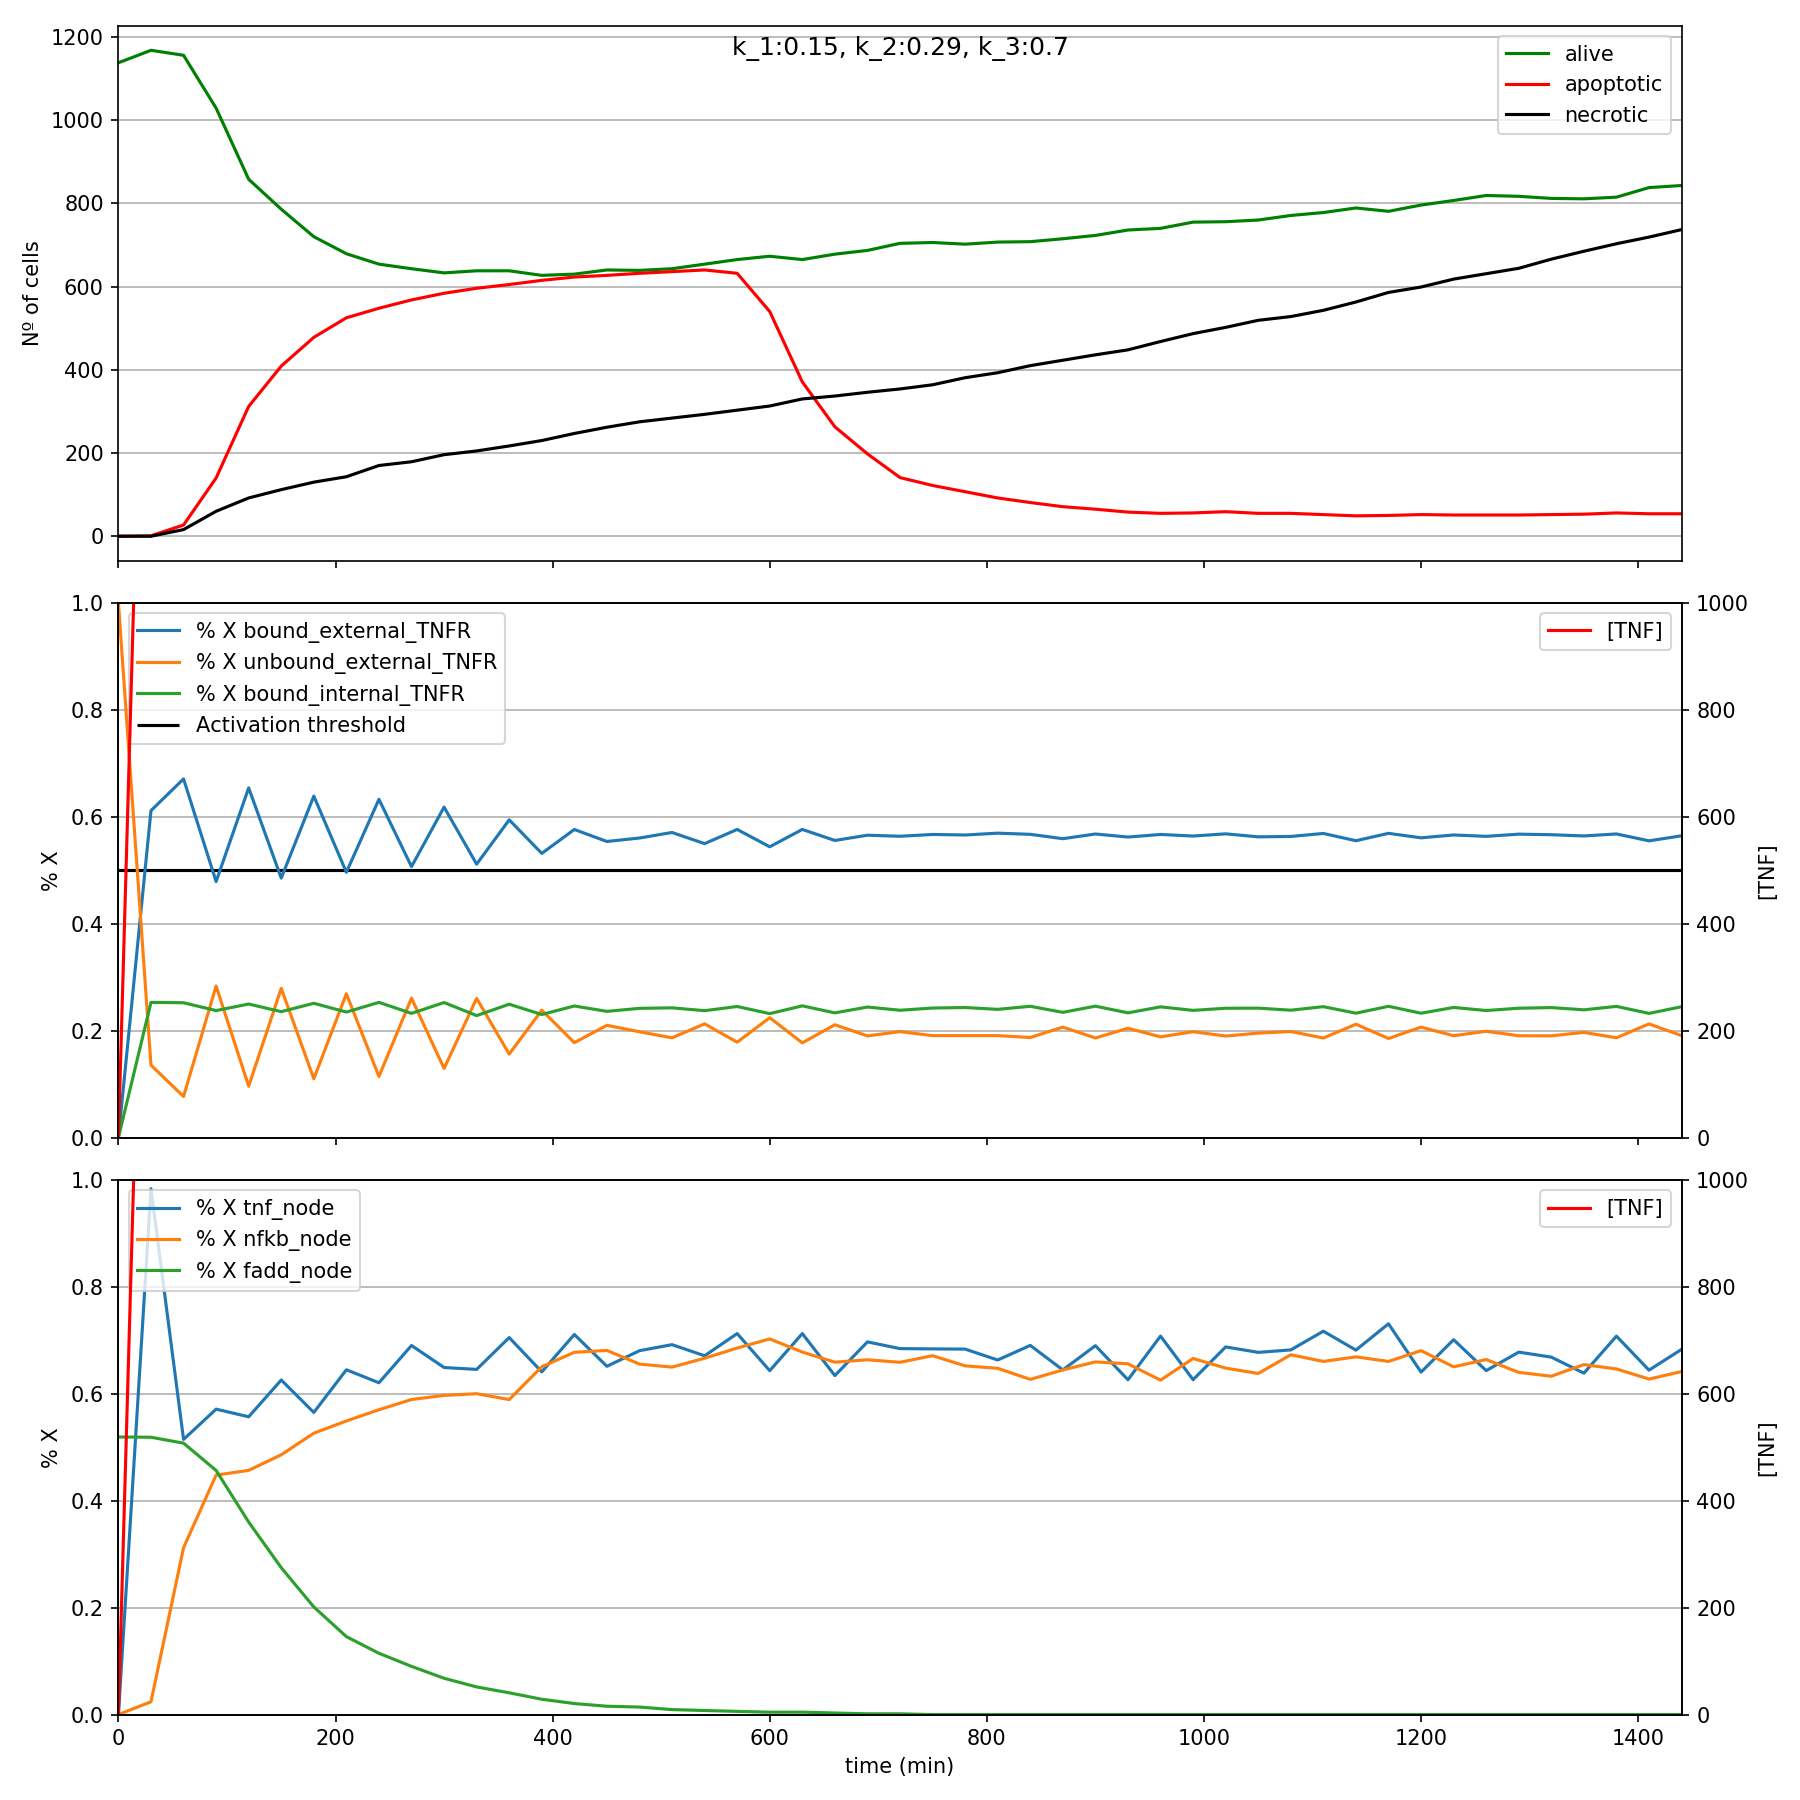 k_1:0.15, k_2:0.29, k_3:0.7
1200
1000
800
600
400
200
0
Nº of cells
alive
apoptotic
necrotic
1.0
0.8
0.6
0.4
0.2
0.0
% X
% X bound_external_TNFR
% X unbound_external_TNFR
% X bound_internal_TNFR
Activation threshold
[TNF]
1000
800
600
400
200
0
[TNF]
1.0
0.8
0.6
0.4
0.2
0.0
% X
% X tnf_node
% X nfkb_node
% X fadd_node
[TNF]
1000
800
600
400
200
0
[TNF]
0 200 400 600 800 1000 1200 1400
time (min)